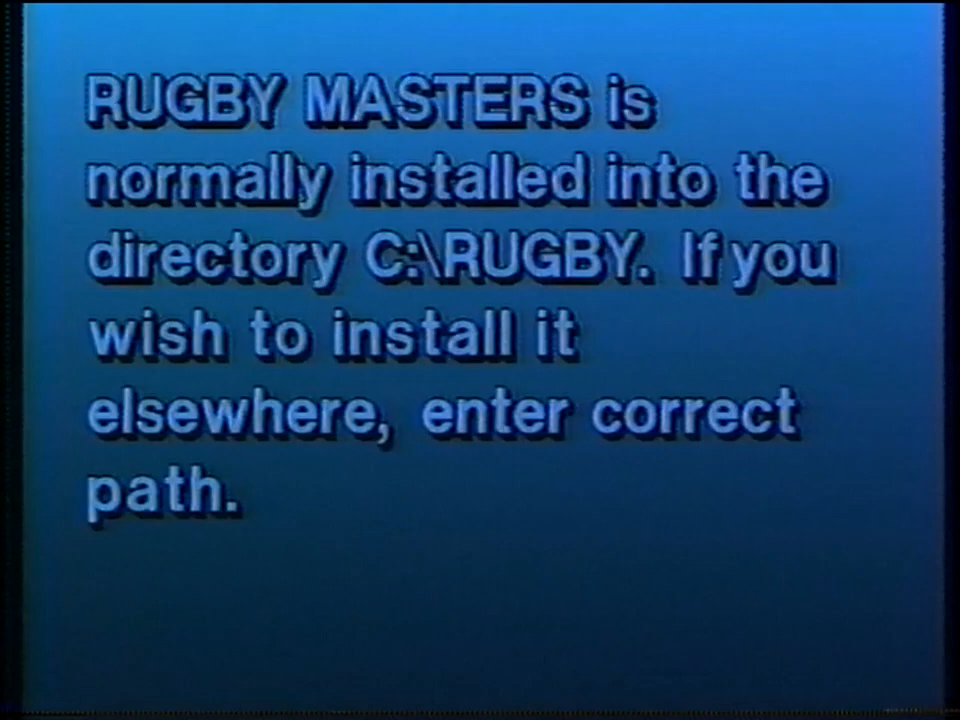 RUGBY MASTERS is
normally installed into the
directory C:\RUGBY. If you
wish to install it
elsewhere, enter correct
path.